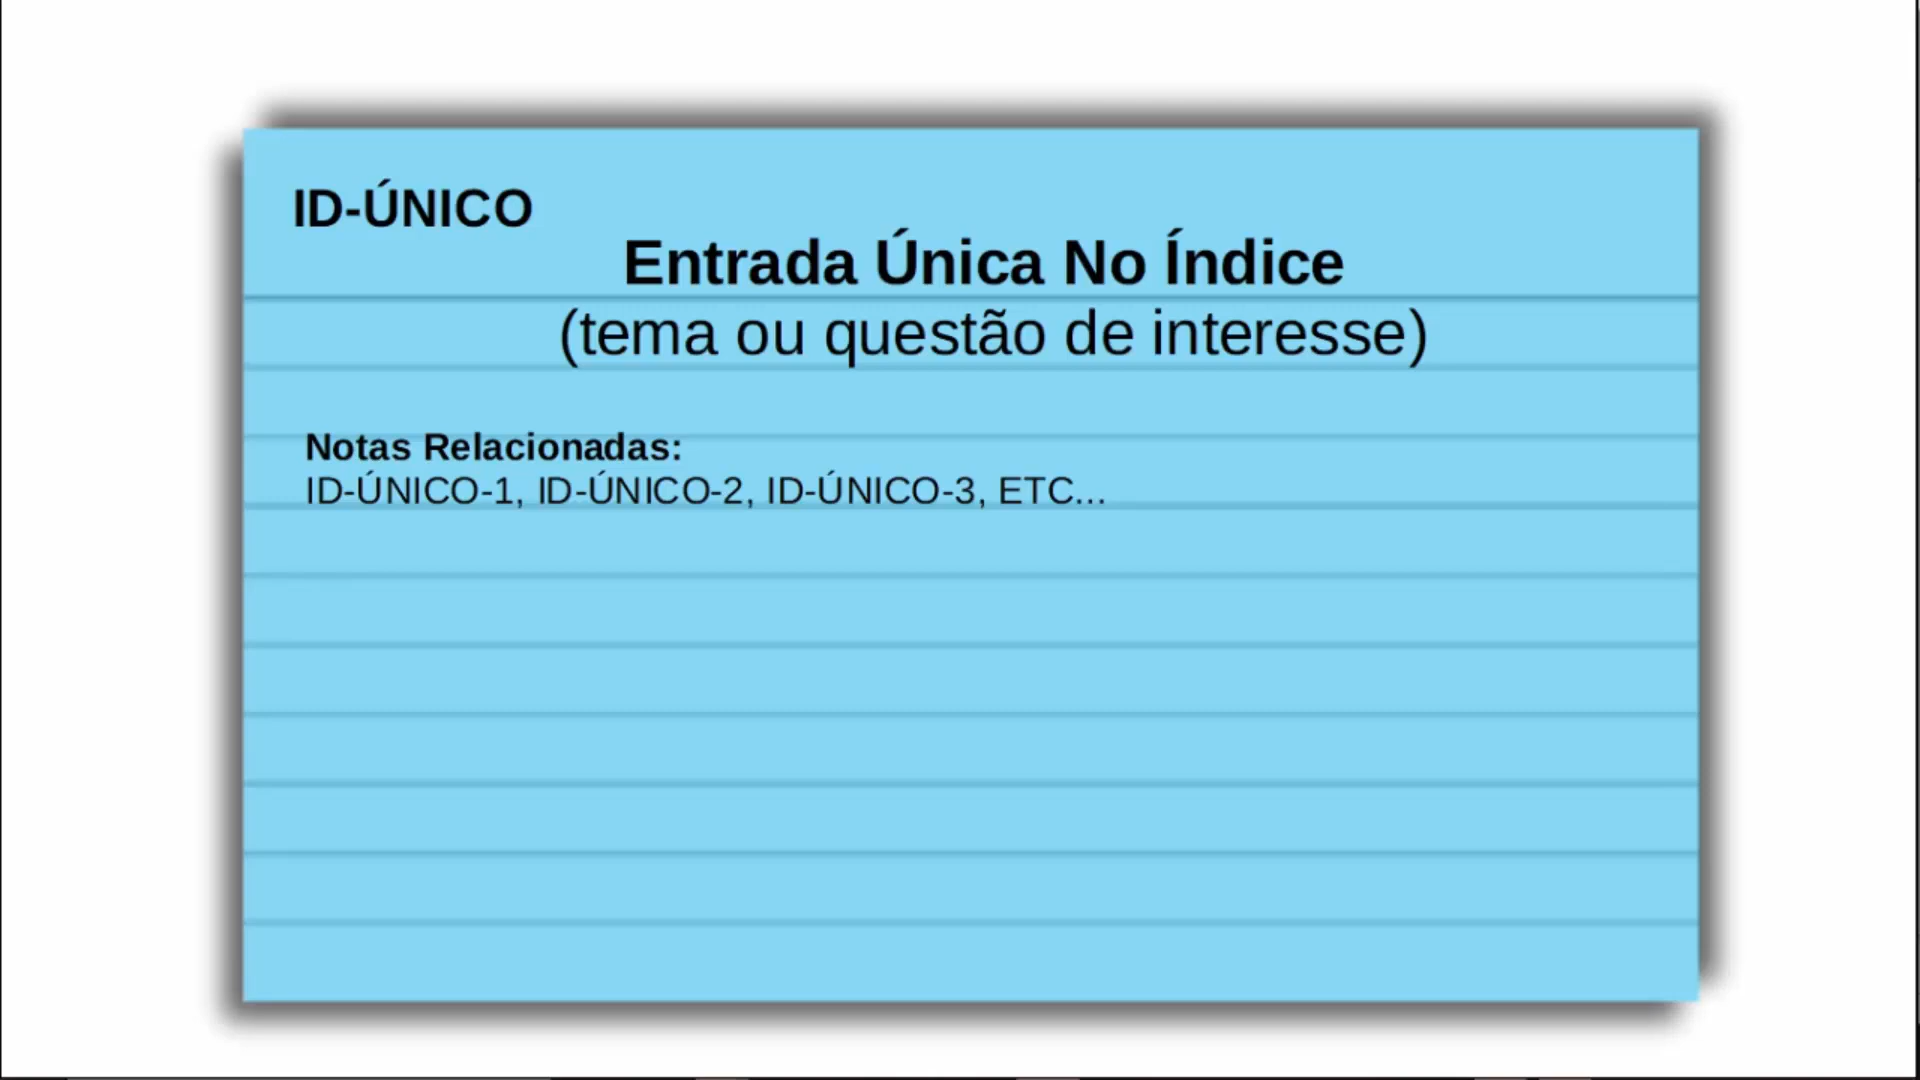 ID-ÚNICO
Entrada Única No Índice
(tema ou questão de interesse)
Notas Relacionadas:
ID-ÚNICO-1, ID-ÚNICO-2, ID-ÚNICO-3, ETC...